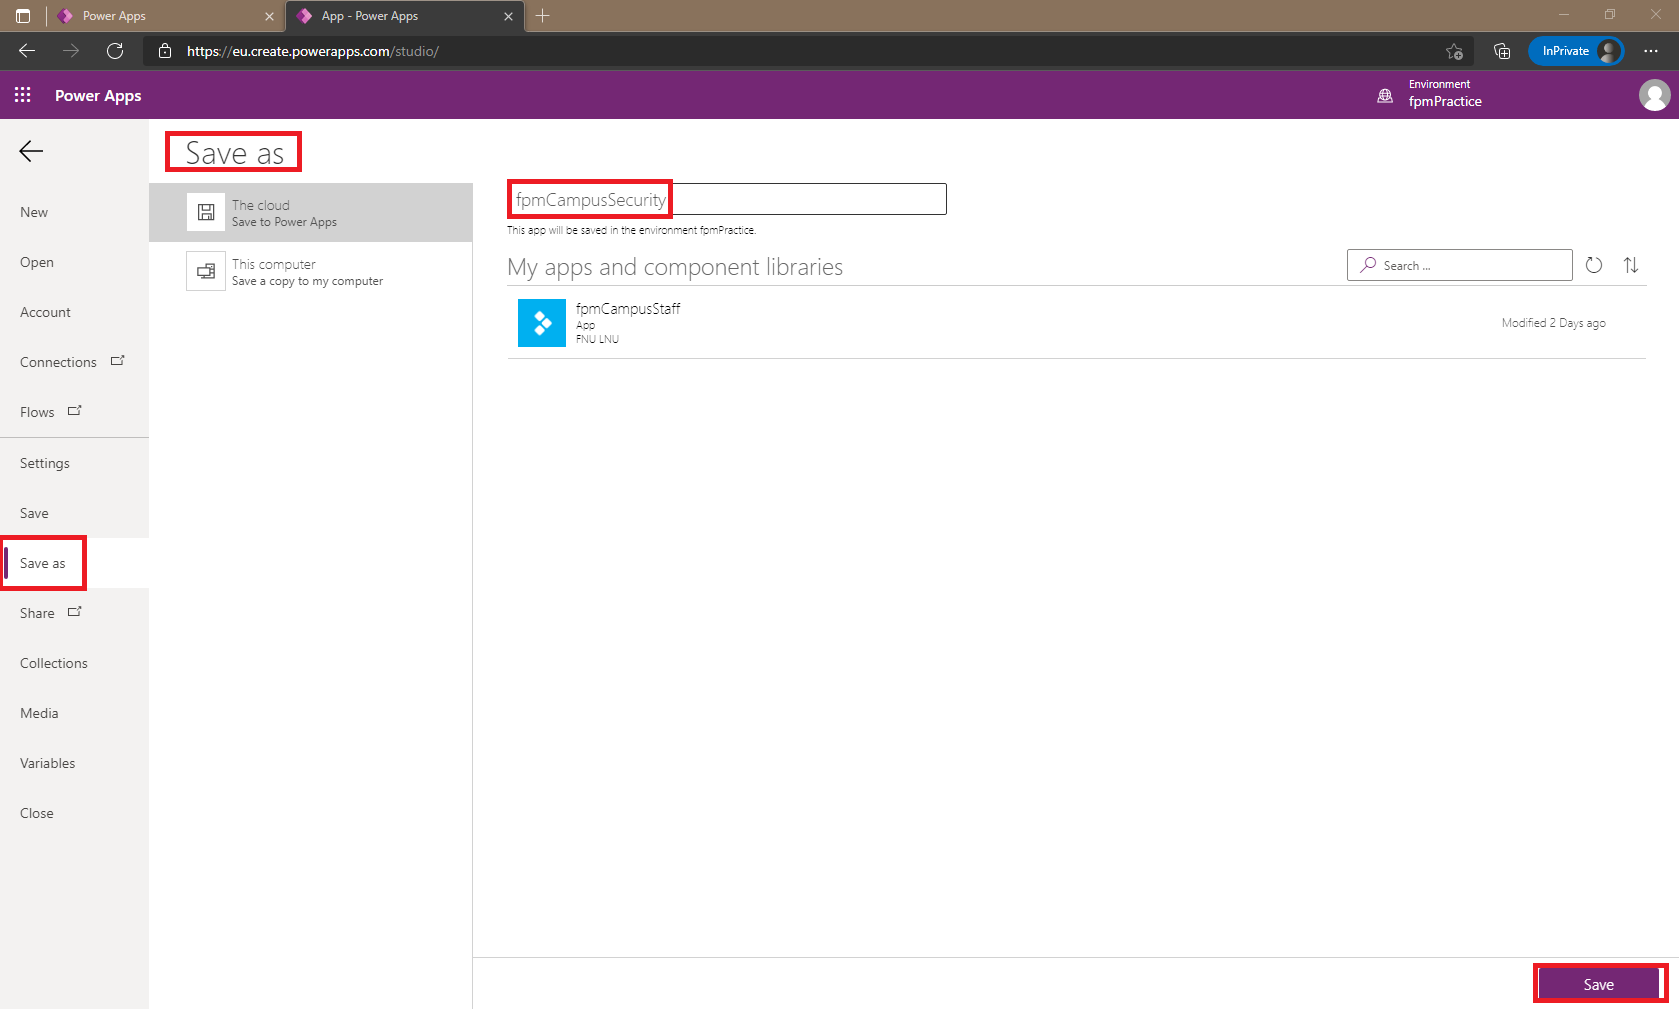 Power Apps
App - Power Apps
https://eu.create.powerapps.com/studio/
InPrivate
Power Apps
Environment
fpmPractice
New
Open
Account
Connections
Flows
Settings
Save
Save as
Share
Collections
Media
Variables
Close
Save as
The cloud
Save to Power Apps
This computer
Save a copy to my computer
fpmCampusSecurity
This app will be saved in the environment fpmPractice.
My apps and component libraries
Search ...
fpmCampusStaff
App
FNU LNU
Modified 2 Days ago
Save